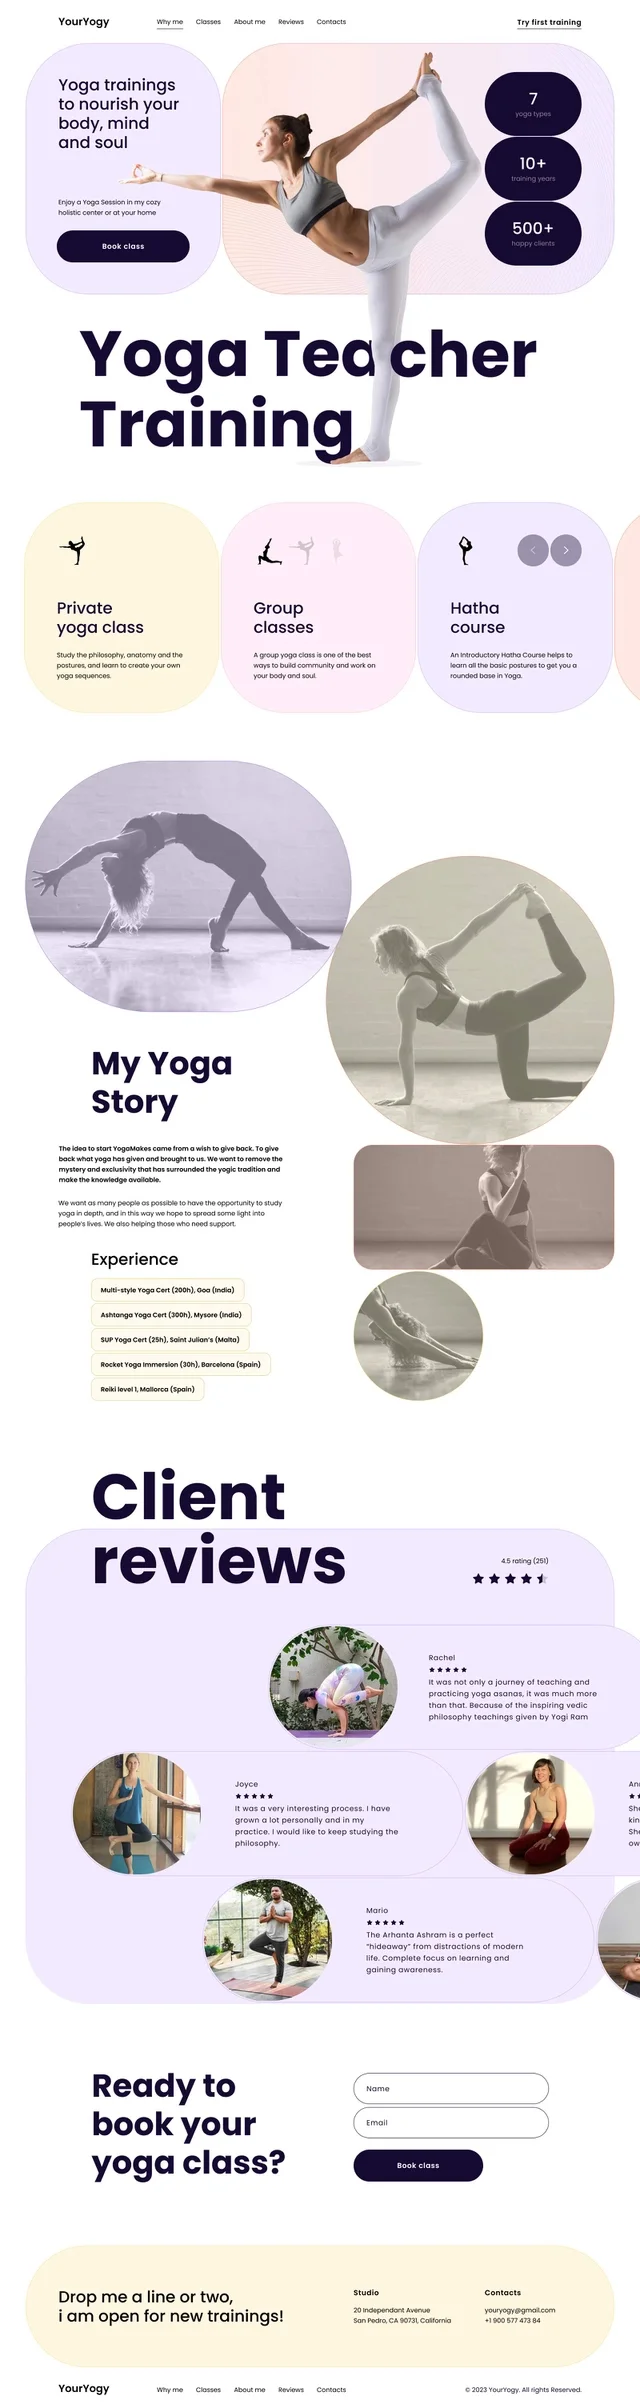 YourYogy
Why me Classes About me Reviews Contacts
Try first training
Yoga trainings
to nourish your
body, mind
and soul
Enjoy a Yoga Session in my cozy
holistic center or at your home
Book class
7
yoga types
10+
training years
500+
happy clients
Yoga Teacher
Training
Private
yoga class
Study the philosophy, anatomy and the
postures, and learn to create your own
yoga sequences.
Group
classes
A group yoga class is one of the best
ways to build community and work on
your body and soul.
Hatha
course
An Introductory Hatha Course helps to
learn all the basic postures to get you a
rounded base in Yoga.
My Yoga
Story
The idea to start YogaMakes came from a wish to give back. To give
back what yoga has given and brought to us. We want to remove the
mystery and exclusivity that has surrounded the yogic tradition and
make the knowledge available.
We want as many people as possible to have the opportunity to study
yoga in depth, and in this way we hope to spread some light into
people's lives. We also helping those who need support.
Experience
Multi-style Yoga Cert (200h), Goa (India)
Ashtanga Yoga Cert (300h), Mysore (India)
SUP Yoga Cert (25h), Saint Julian's (Malta)
Rocket Yoga Immersion (30h), Barcelona (Spain)
Reiki level 1, Mallorca (Spain)
Client
reviews
4.5 rating (251)
Rachel
It was not only a journey of teaching and
practicing yoga asanas, it was much more
than that. Because of the inspiring vedic
philosophy teachings given by Yogi Ram
Joyce
It was a very interesting process. I have
grown a lot personally and in my
practice. I would like to keep studying the
philosophy.
Mario
The Arhanta Ashram is a perfect
"hideaway" from distractions of modern
life. Complete focus on learning and
gaining awareness.
Ready to
book your
yoga class?
Name
Email
Book class
Drop me a line or two,
i am open for new trainings!
Studio
20 Independant Avenue
San Pedro, CA 90731, California
Contacts
youryogy@gmail.com
+1 900 577 473 84
YourYogy
Why me Classes About me Reviews Contacts
© 2023 YourYogy. All rights Reserved.